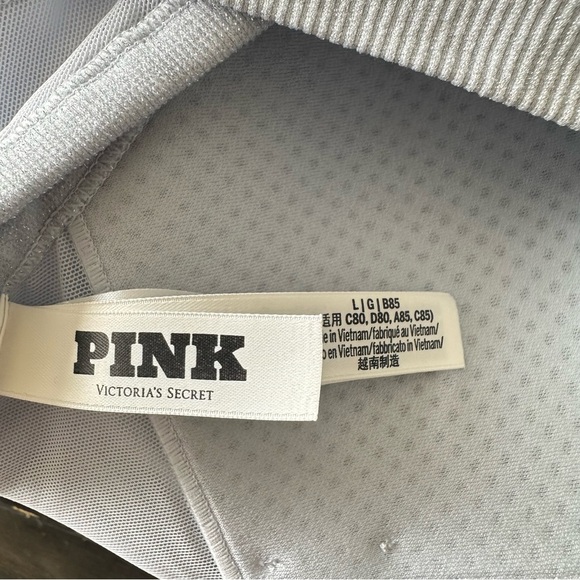 PINK
VICTORIA'S SECRET
L | G | B85
适用 C80, D80, A85, C85)
in Vietnam/fabriqué au Vietnam/
en Vietnam/fabbricato in Vietnam/
越南制造